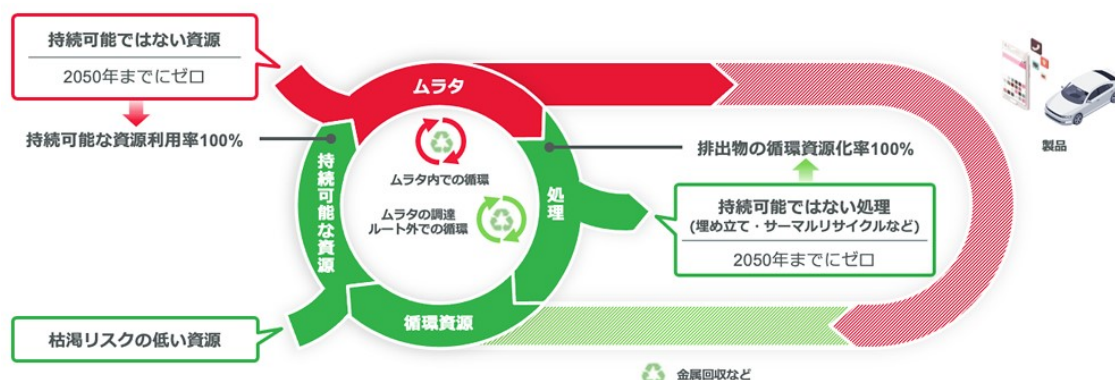 持続可能ではない資源
2050年までにゼロ
持続可能な資源利用率100%
枯渇リスクの低い資源
ムラタ
持続可能な資源
処理
循環資源
ムラタ内での循環
ムラタの調達
ルート外での循環
排出物の循環資源化率100%
持続可能ではない処理
(埋め立て・サーマルリサイクルなど)
2050年までにゼロ
製品
金属回収など